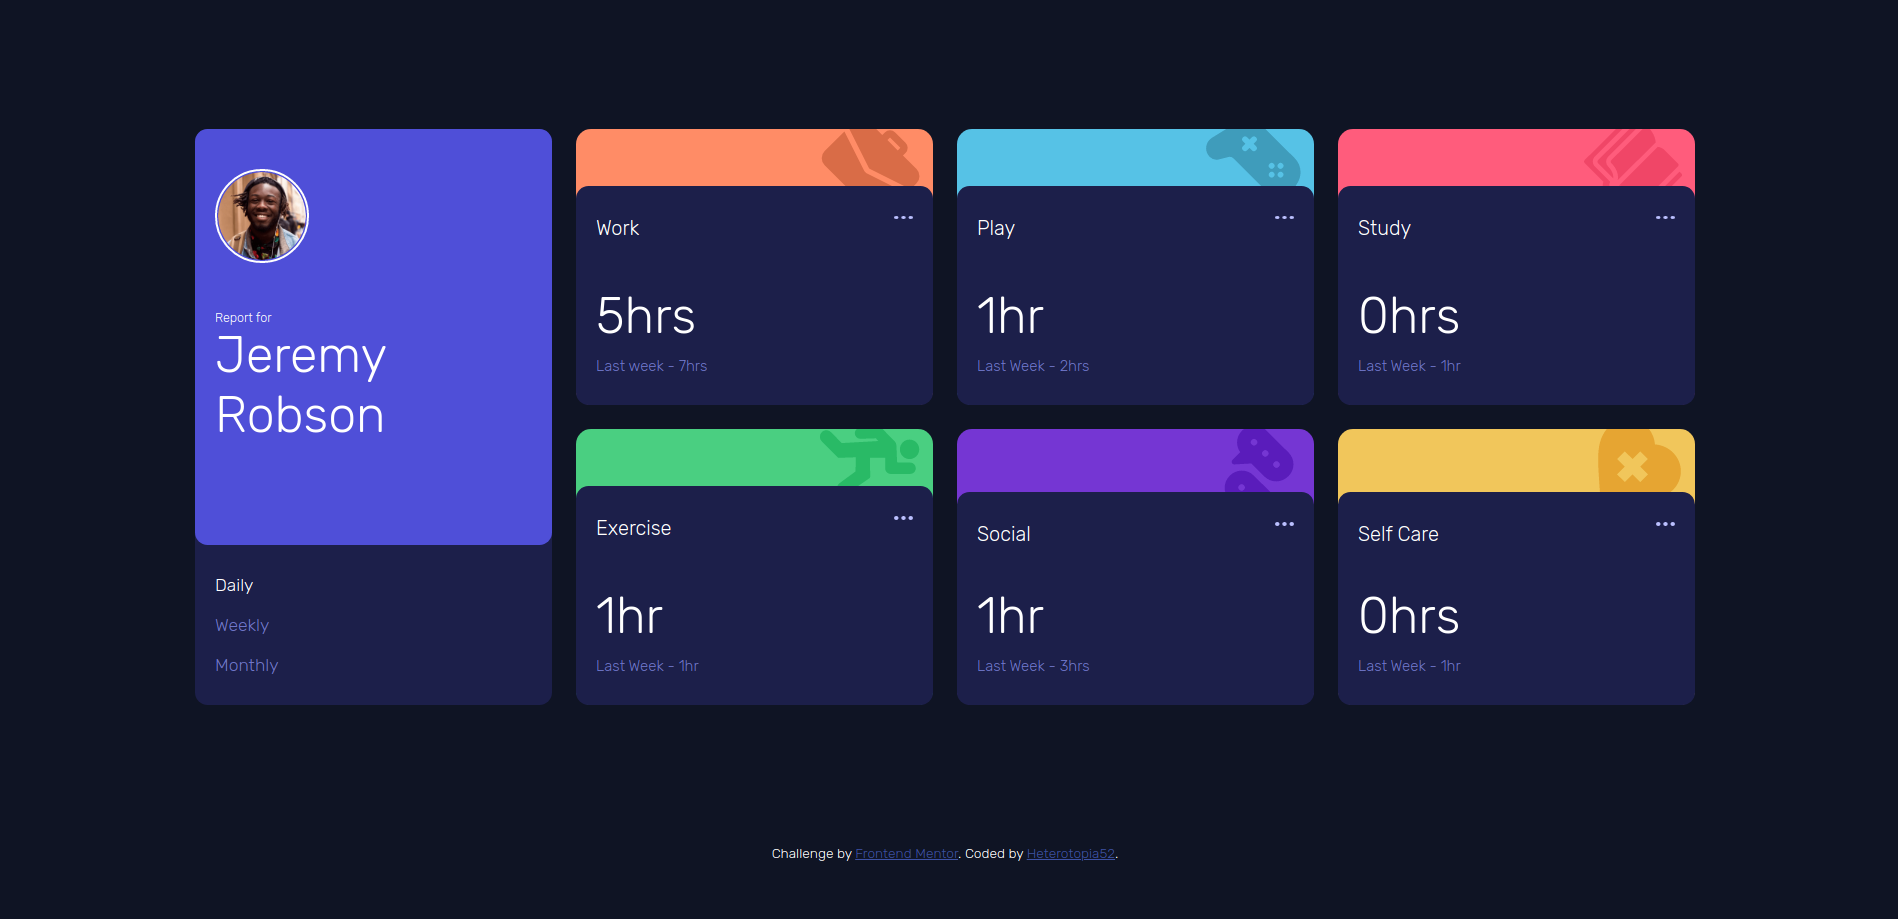 Report for
Jeremy
Robson
Daily
Weekly
Monthly
Work
5hrs
Last week - 7hrs
Play
1hr
Last Week - 2hrs
Study
0hrs
Last Week - 1hr
Exercise
1hr
Last Week - 1hr
Social
1hr
Last Week - 3hrs
Self Care
0hrs
Last Week - 1hr
Challenge by Frontend Mentor. Coded by Heterotopia52.